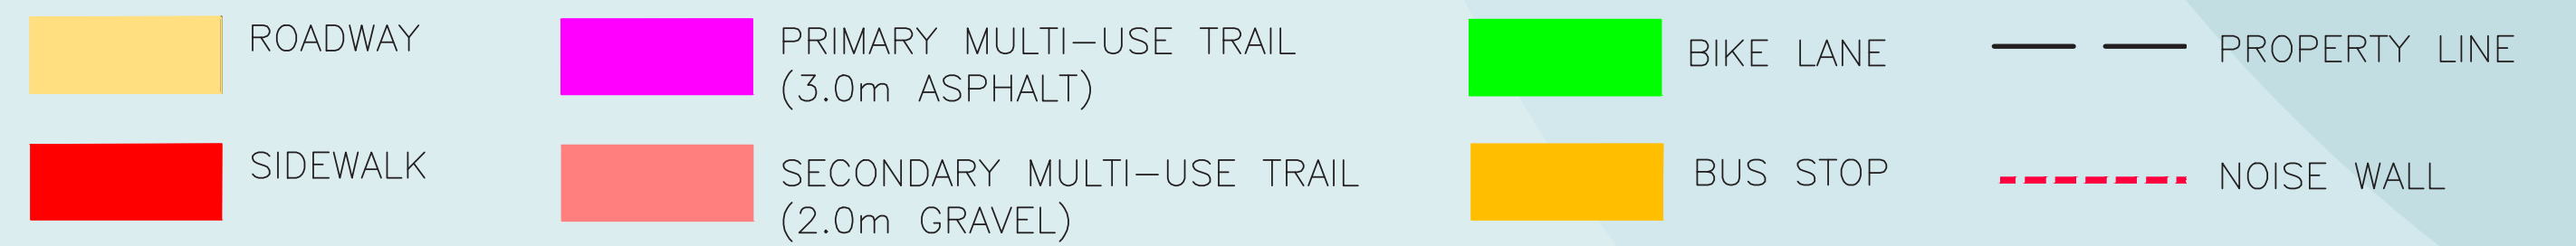 ROADWAY
PRIMARY MULTI-USE TRAIL
(3.0m ASPHALT)
BIKE LANE
PROPERTY LINE
SIDEWALK
SECONDARY MULTI-USE TRAIL
(2.0m GRAVEL)
BUS STOP
NOISE WALL